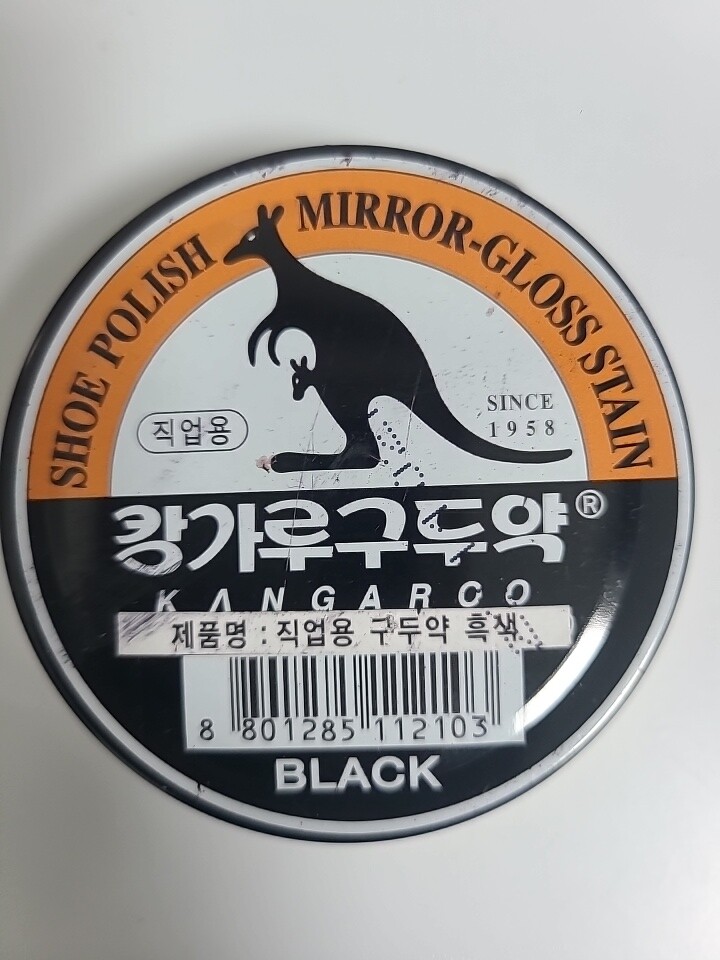 SHOE POLISH MIRROR-GLOSS STAIN
직업용
SINCE
1958
캉가루구두약®
KANGAROO
제품명 : 직업용 구두약 흑색
8 801285 112103
BLACK